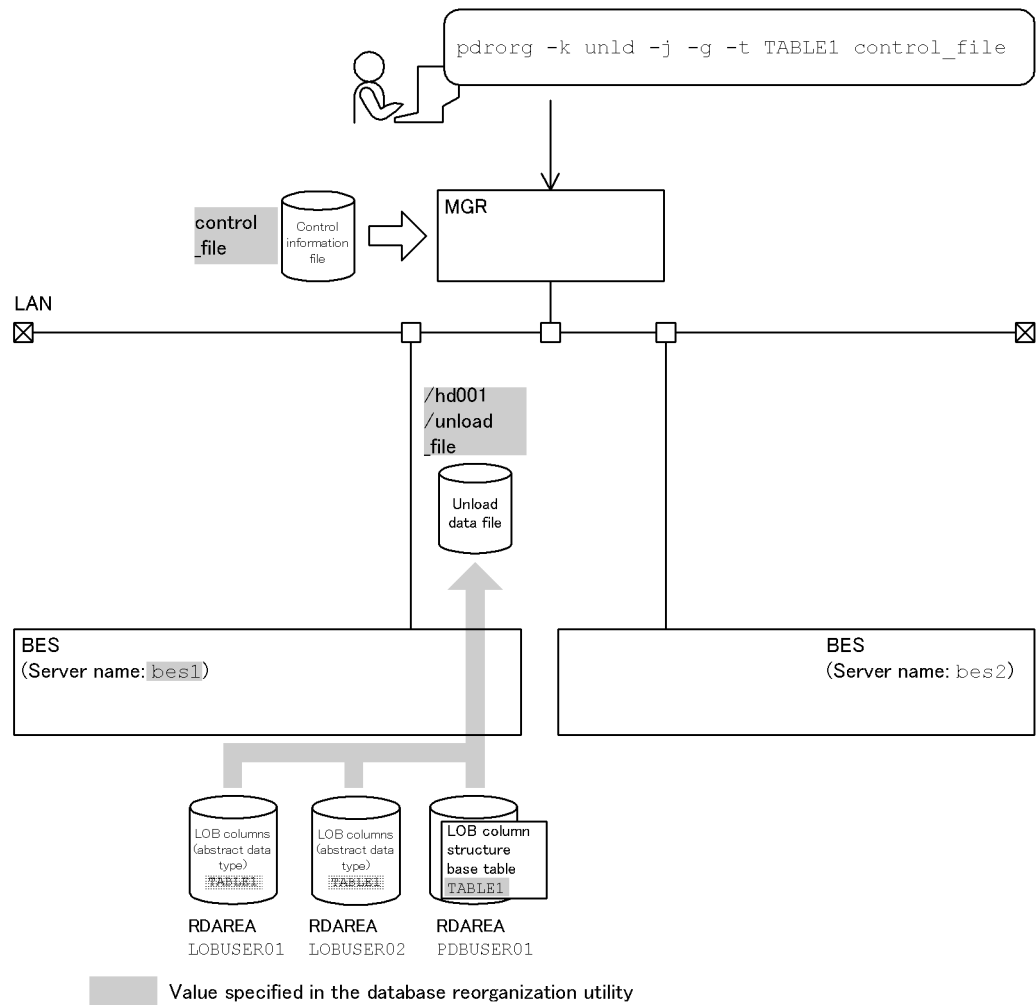 pdrorg -k unld -j -g -t TABLE1 control_file
MGR
control
_file
Control
information
file
LAN
/hd001
/unload
_file
Unload
data file
BES
(Server name: bes1)
BES
(Server name: bes2)
LOB columns
(abstract data
type)
TABLE1
LOB columns
(abstract data
type)
TABLE1
LOB column
structure
base table
TABLE1
RDAREA
LOBUSER01
RDAREA
LOBUSER02
RDAREA
PDBUSER01
Value specified in the database reorganization utility